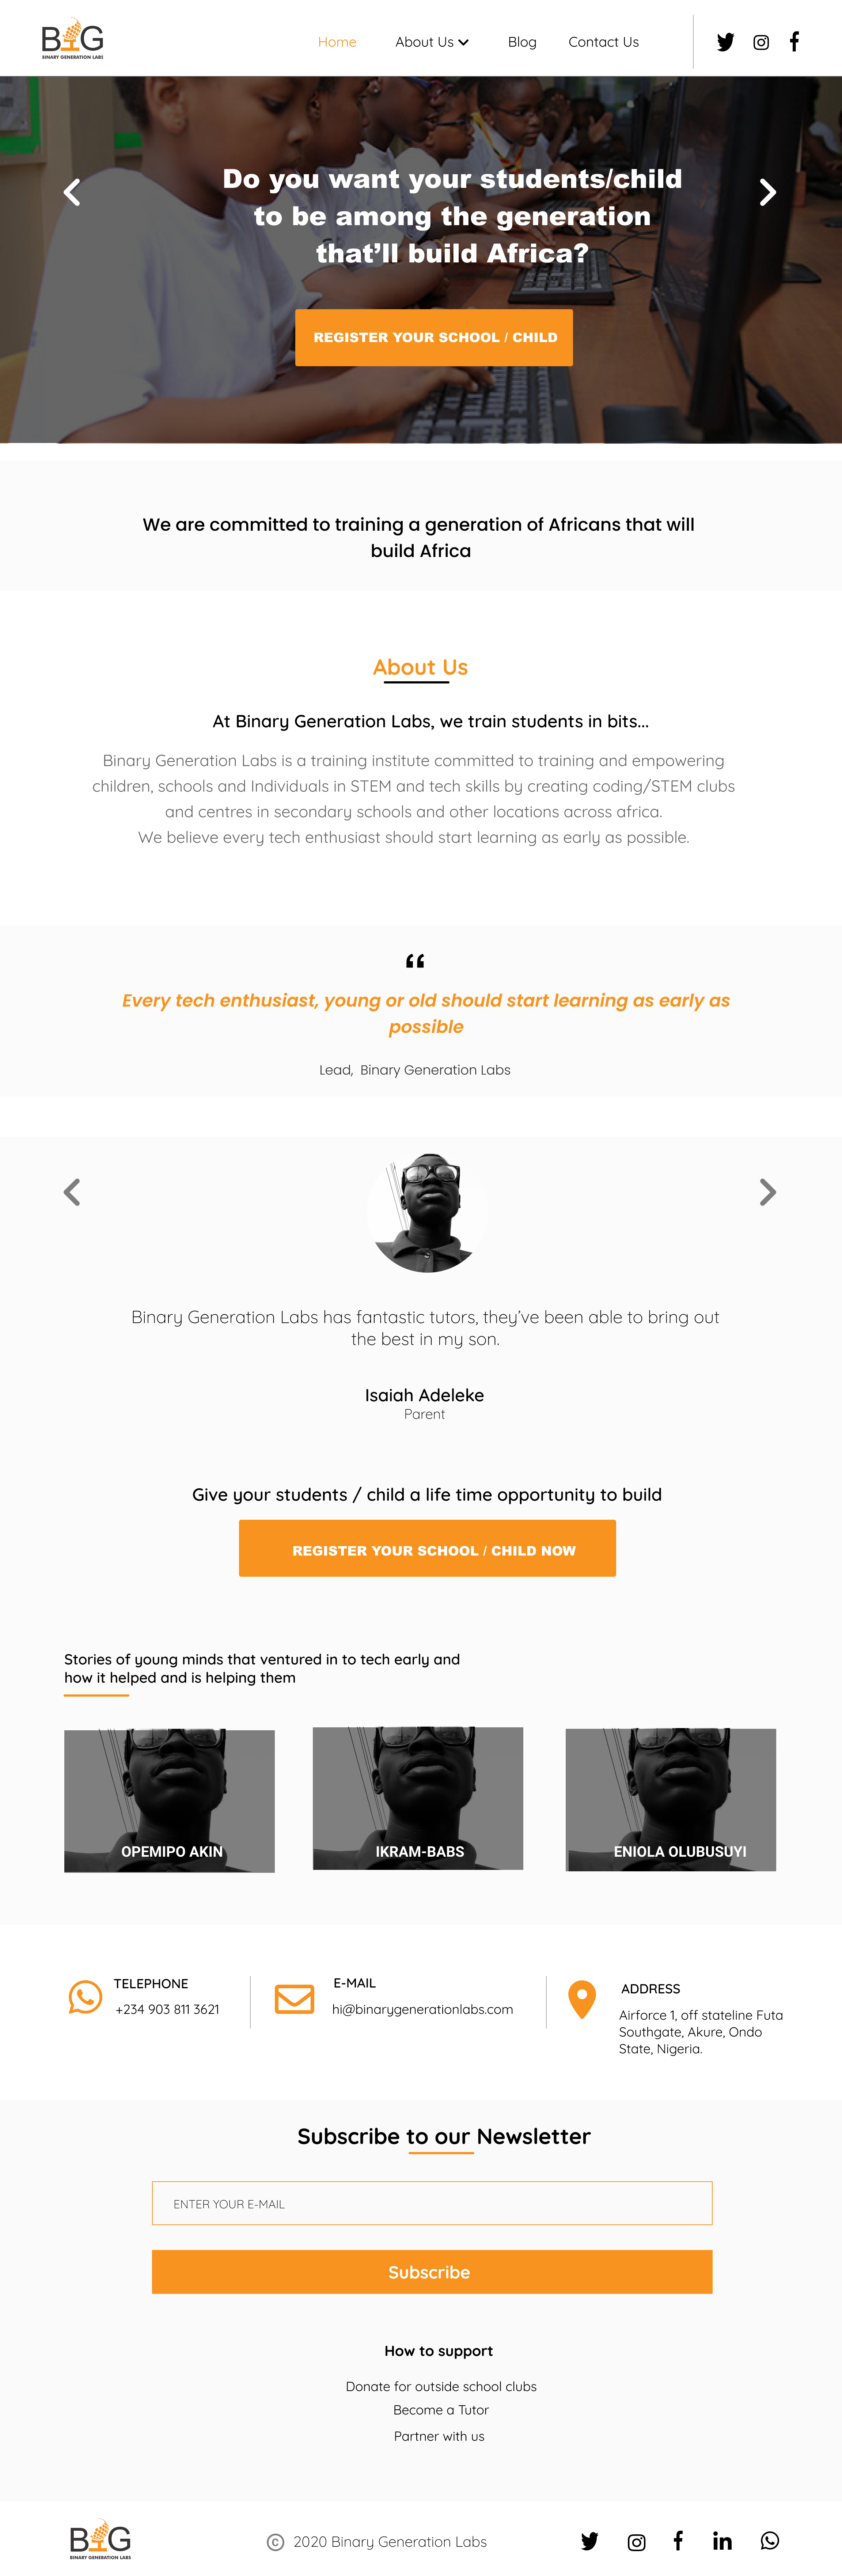 BIG
BINARY GENERATION LABS
Home
About Us
Blog
Contact Us
Do you want your students/child
to be among the generation
that’ll build Africa?
REGISTER YOUR SCHOOL / CHILD
We are committed to training a generation of Africans that will
build Africa
About Us
At Binary Generation Labs, we train students in bits...
Binary Generation Labs is a training institute committed to training and empowering
children, schools and Individuals in STEM and tech skills by creating coding/STEM clubs
and centres in secondary schools and other locations across africa.
We believe every tech enthusiast should start learning as early as possible.
“
Every tech enthusiast, young or old should start learning as early as
possible
Lead, Binary Generation Labs
Binary Generation Labs has fantastic tutors, they’ve been able to bring out
the best in my son.
Isaiah Adeleke
Parent
Give your students / child a life time opportunity to build
REGISTER YOUR SCHOOL / CHILD NOW
Stories of young minds that ventured in to tech early and
how it helped and is helping them
OPEMIPO AKIN
IKRAM-BABS
ENIOLA OLUBUSUYI
TELEPHONE
+234 903 811 3621
E-MAIL
hi@binarygenerationlabs.com
ADDRESS
Airforce 1, off stateline Futa
Southgate, Akure, Ondo
State, Nigeria.
Subscribe to our Newsletter
ENTER YOUR E-MAIL
Subscribe
How to support
Donate for outside school clubs
Become a Tutor
Partner with us
BIG
BINARY GENERATION LABS
© 2020 Binary Generation Labs